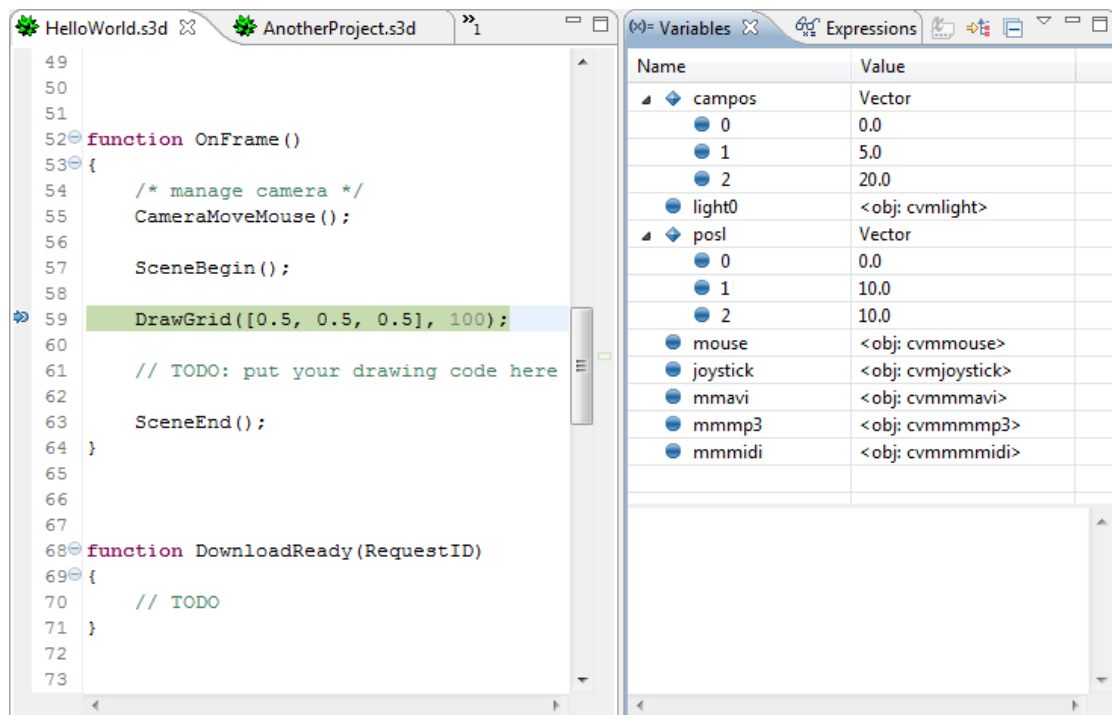 HelloWorld.s3d AnotherProject.s3d »1
49
50
51
52 function OnFrame()
53 {
54 /* manage camera */
55 CameraMoveMouse();
56
57 SceneBegin();
58
59 DrawGrid([0.5, 0.5, 0.5], 100);
60
61 // TODO: put your drawing code here
62
63 SceneEnd();
64 }
65
66
67
68 function DownloadReady(RequestID)
69 {
70 // TODO
71 }
72
73
(x)= Variables Expressions
Name Value
campos Vector
0 0.0
1 5.0
2 20.0
light0 <obj: cvmlight>
posl Vector
0 0.0
1 10.0
2 10.0
mouse <obj: cvmmouse>
joystick <obj: cvmjoystick>
mmavi <obj: cvmmmavi>
mmmp3 <obj: cvmmmmp3>
mmmidi <obj: cvmmmmidi>